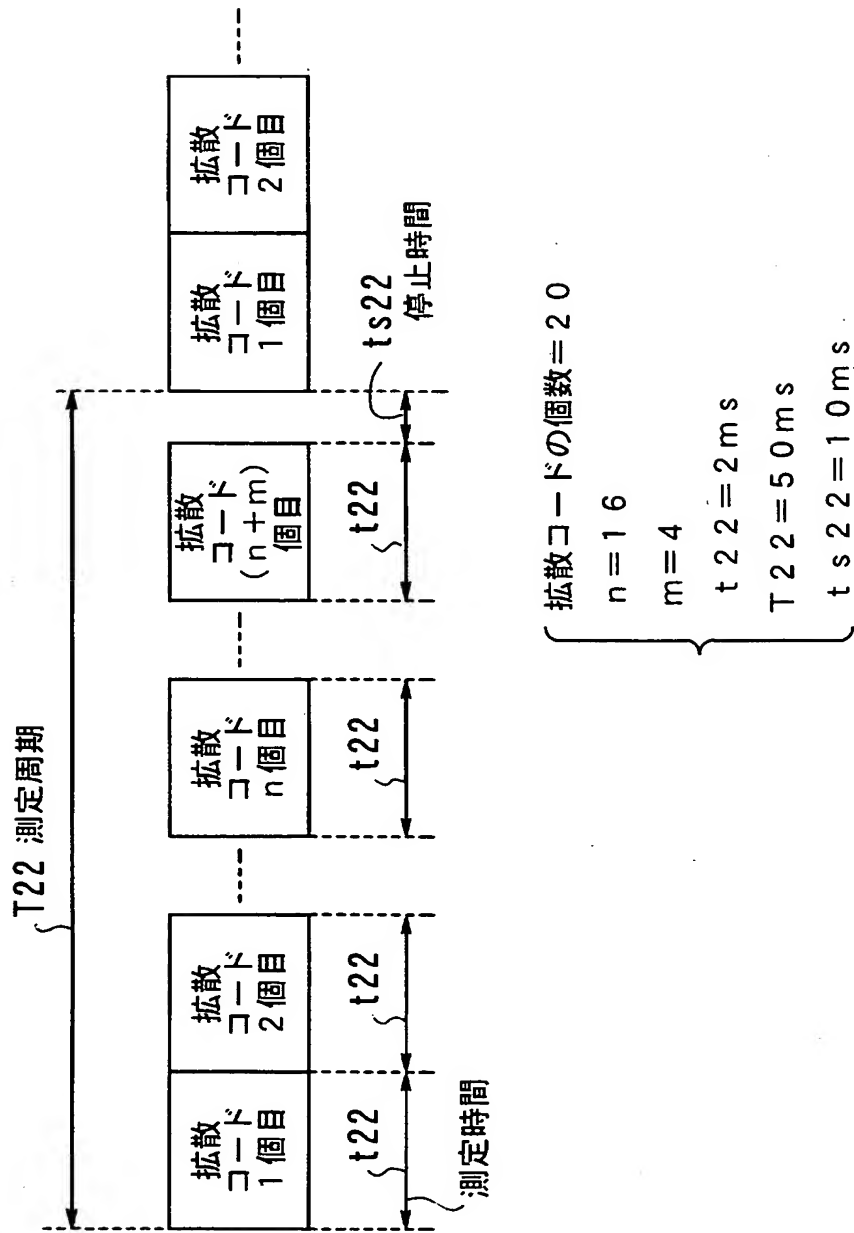 T22 測定周期
拡散
コード
1個目
拡散
コード
2個目
拡散
コード
n個目
拡散
コード
(n+m)
個目
拡散
コード
1個目
拡散
コード
2個目
t22
t22
t22
t22
ts22
停止時間
測定時間
拡散コードの個数=20
n=16
m=4
t22=2ms
T22=50ms
ts22=10ms